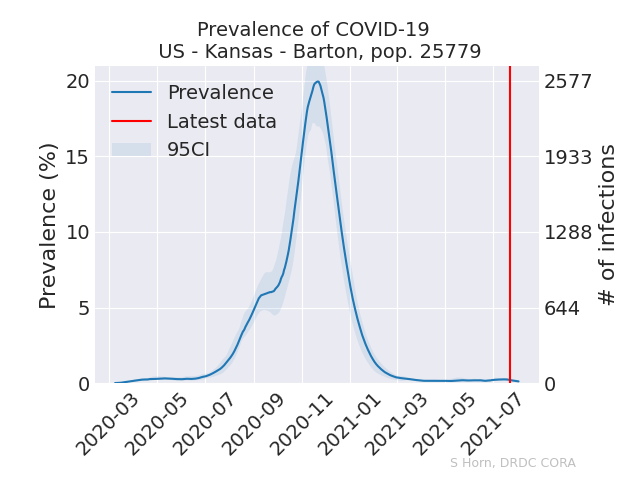 Prevalence of COVID-19
US - Kansas - Barton, pop. 25779
Prevalence
Latest data
95CI
Prevalence (%)
20
15
10
5
0
2577
1933
1288
644
0
# of infections
2020-03
2020-05
2020-07
2020-09
2020-11
2021-01
2021-03
2021-05
2021-07
S Horn, DRDC CORA